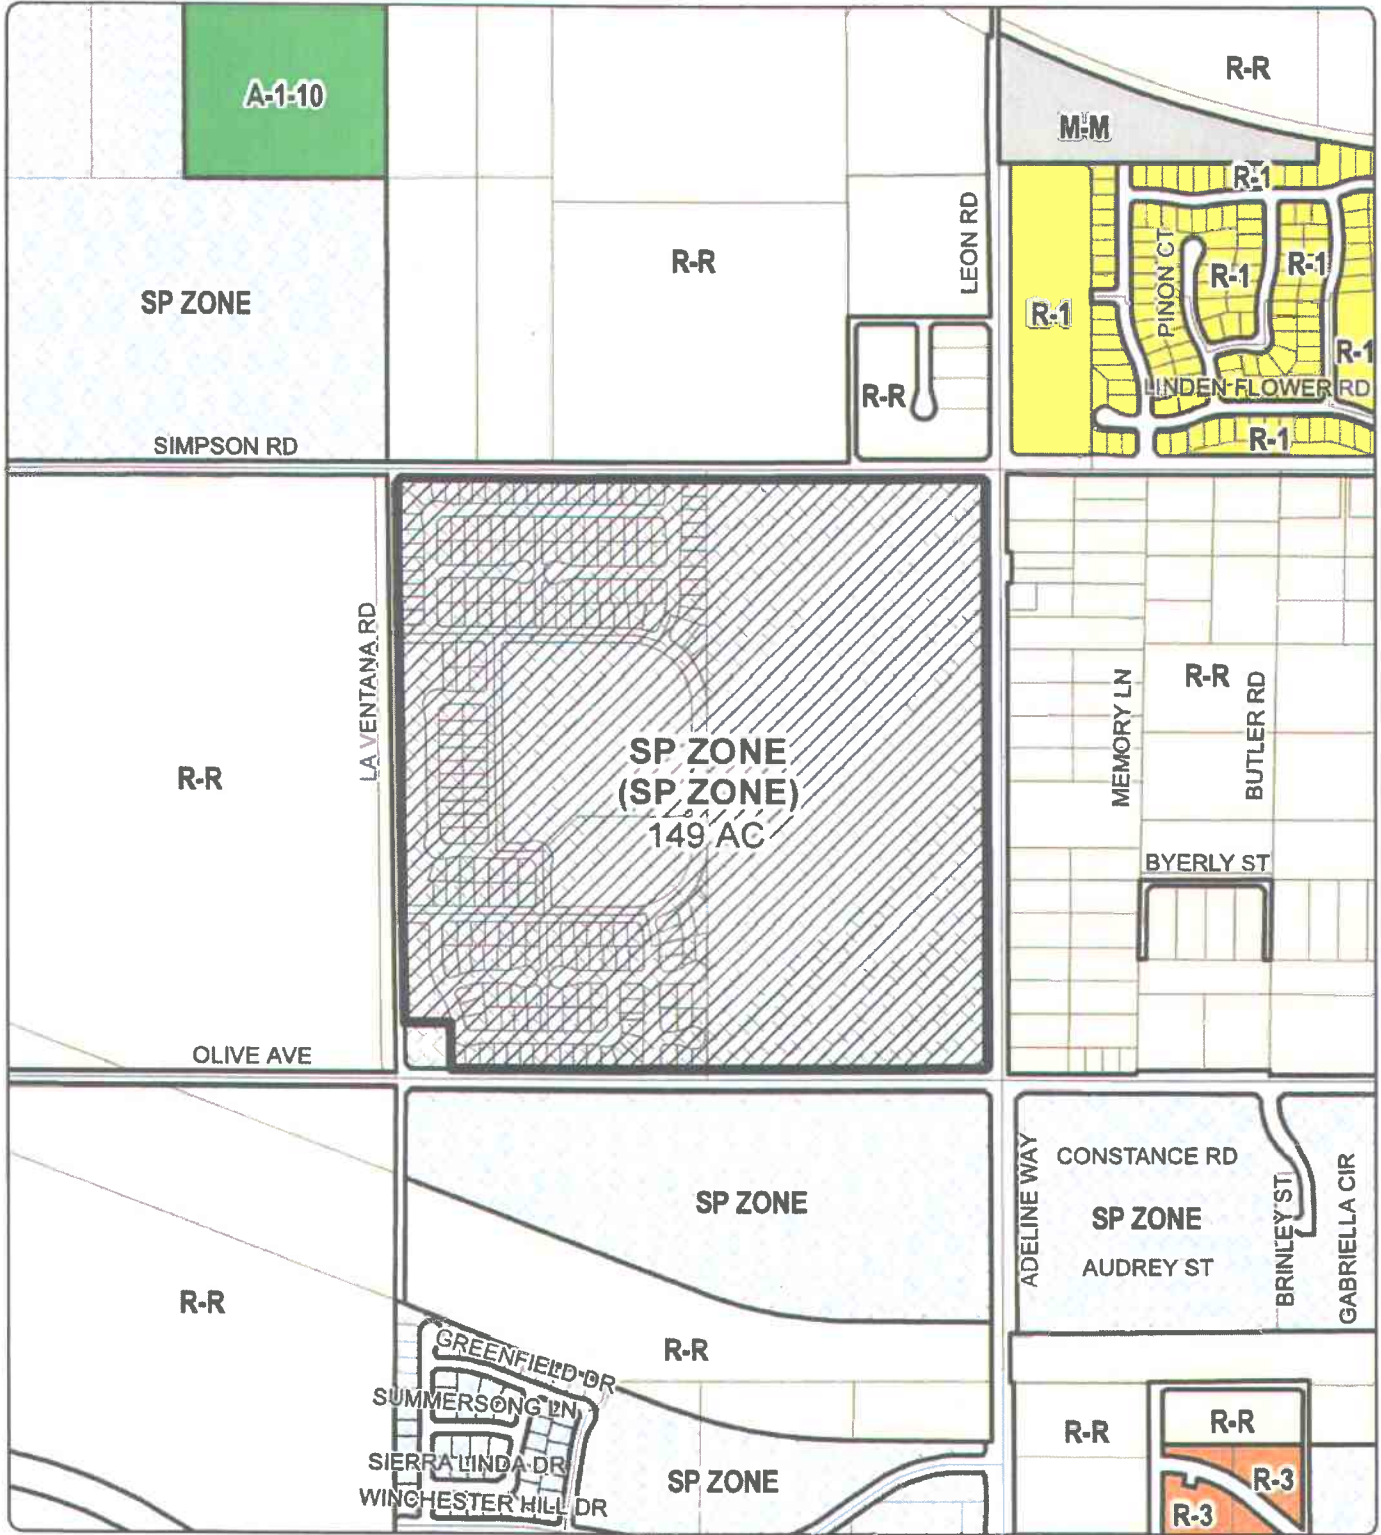 R-R
A-1-10
M-M
R-1
LEON RD
R-R
PINON CT
R-1
R-1
SP ZONE
R-1
R-1
R-R
LINDEN FLOWER RD
R-1
SIMPSON RD
LA VENTANA RD
R-R
SP ZONE
(SP ZONE)
149 AC
MEMORY LN
R-R
BUTLER RD
BYERLY ST
OLIVE AVE
SP ZONE
ADELINE WAY
CONSTANCE RD
SP ZONE
AUDREY ST
BRINLEY ST
GABRIELLA CIR
R-R
R-R
GREENFIELD DR
SUMMERSONG LN
SIERRA LINDA DR
WINCHESTER HILL DR
SP ZONE
R-R
R-R
R-3
R-3